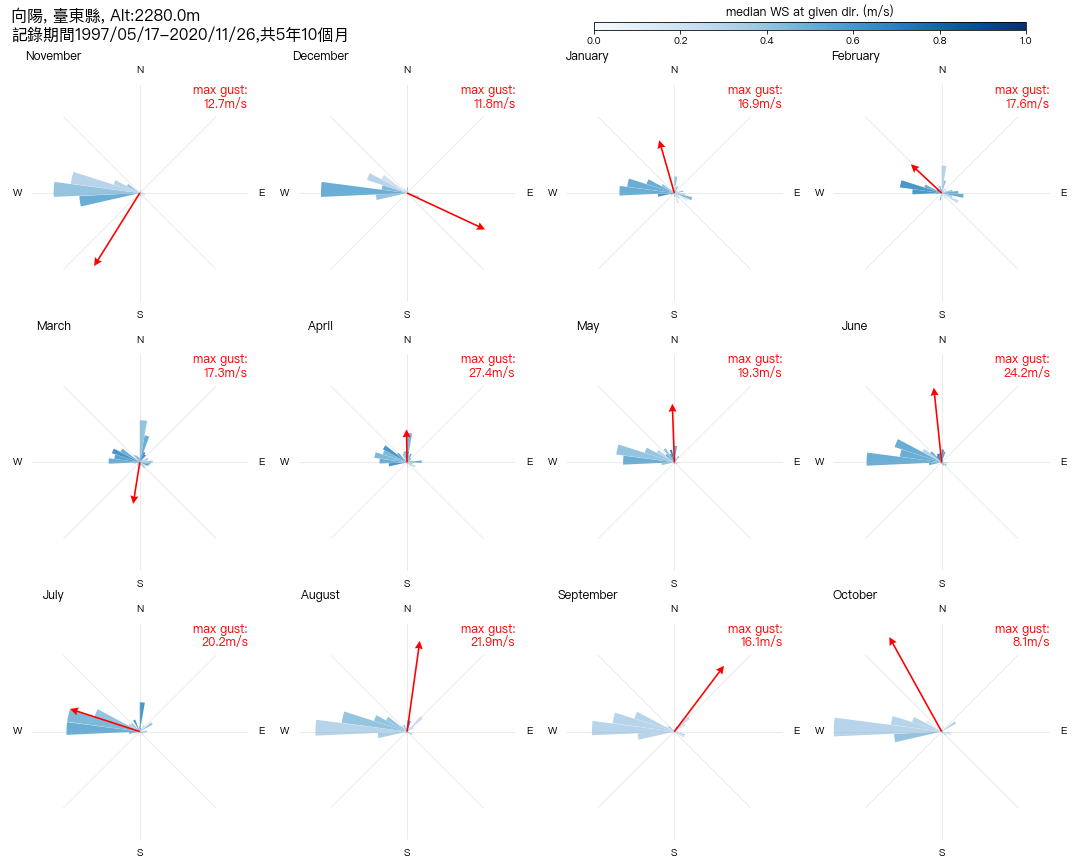 向陽, 臺東縣, Alt:2280.0m
記錄期間1997/05/17-2020/11/26,共5年10個月
median WS at given dir. (m/s)
0.0 0.2 0.4 0.6 0.8 1.0
November
N
max gust:
12.7m/s
W E
S
December
N
max gust:
11.8m/s
W E
S
January
N
max gust:
16.9m/s
W E
S
February
N
max gust:
17.6m/s
W E
S
March
N
max gust:
17.3m/s
W E
S
April
N
max gust:
27.4m/s
W E
S
May
N
max gust:
19.3m/s
W E
S
June
N
max gust:
24.2m/s
W E
S
July
N
max gust:
20.2m/s
W E
S
August
N
max gust:
21.9m/s
W E
S
September
N
max gust:
16.1m/s
W E
S
October
N
max gust:
8.1m/s
W E
S